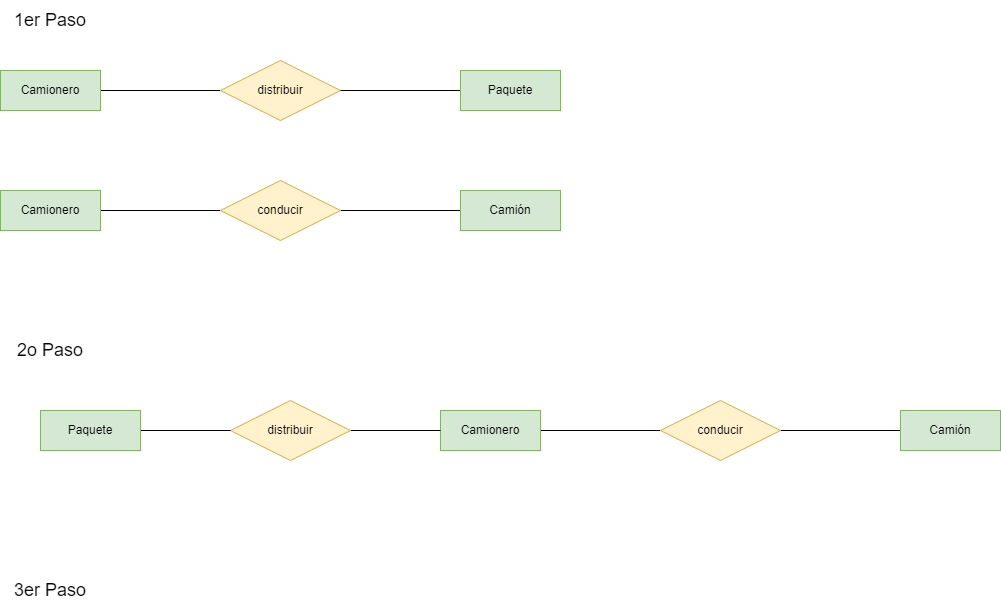 1er Paso
Camionero distribuir Paquete
Camionero conducir Camión
2o Paso
Paquete distribuir Camionero conducir Camión
3er Paso